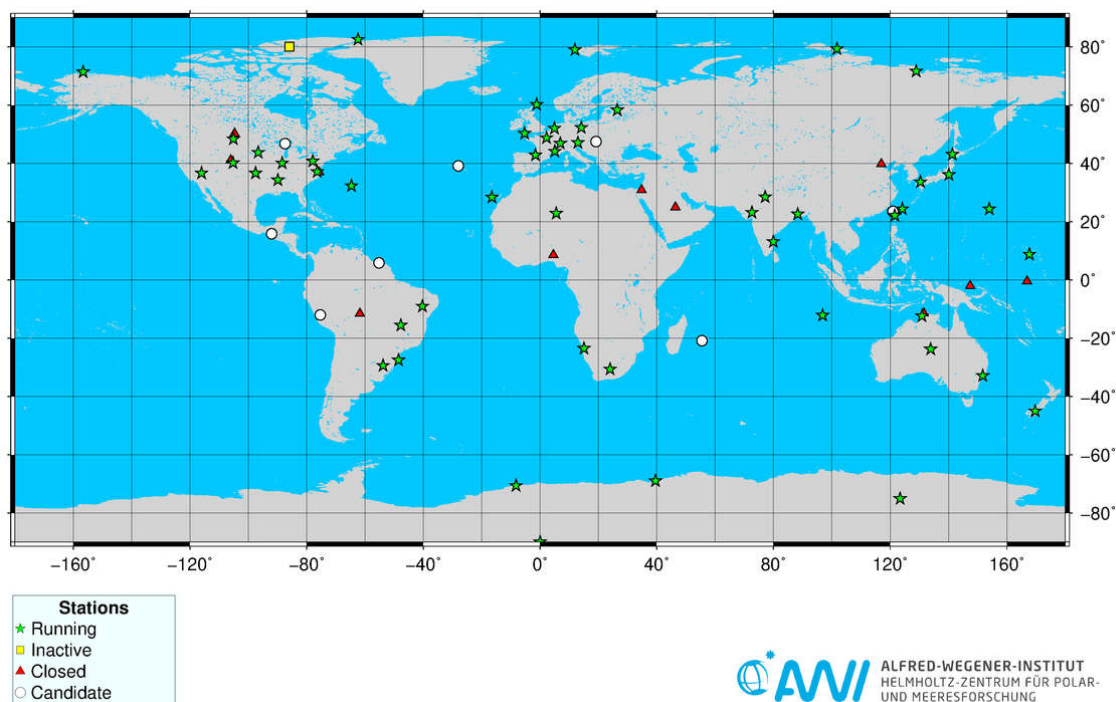 80°
60°
40°
20°
0°
−20°
−40°
−60°
−80°
−160° −120° −80° −40° 0° 40° 80° 120° 160°
Stations
Running
Inactive
Closed
Candidate
AWI
ALFRED-WEGENER-INSTITUT
HELMHOLTZ-ZENTRUM FÜR POLAR-
UND MEERESFORSCHUNG